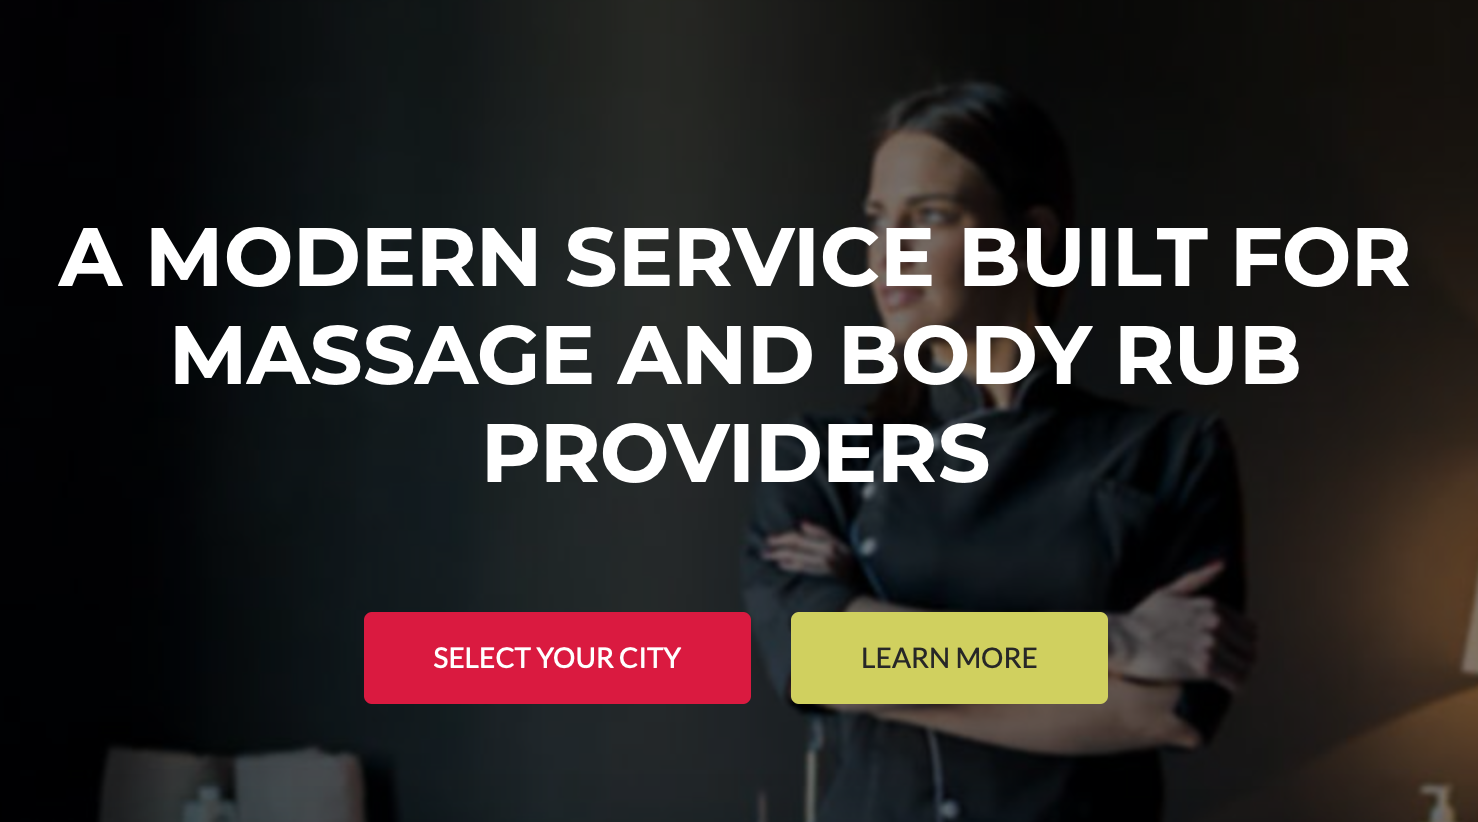 A MODERN SERVICE BUILT FOR
MASSAGE AND BODY RUB
PROVIDERS
SELECT YOUR CITY
LEARN MORE